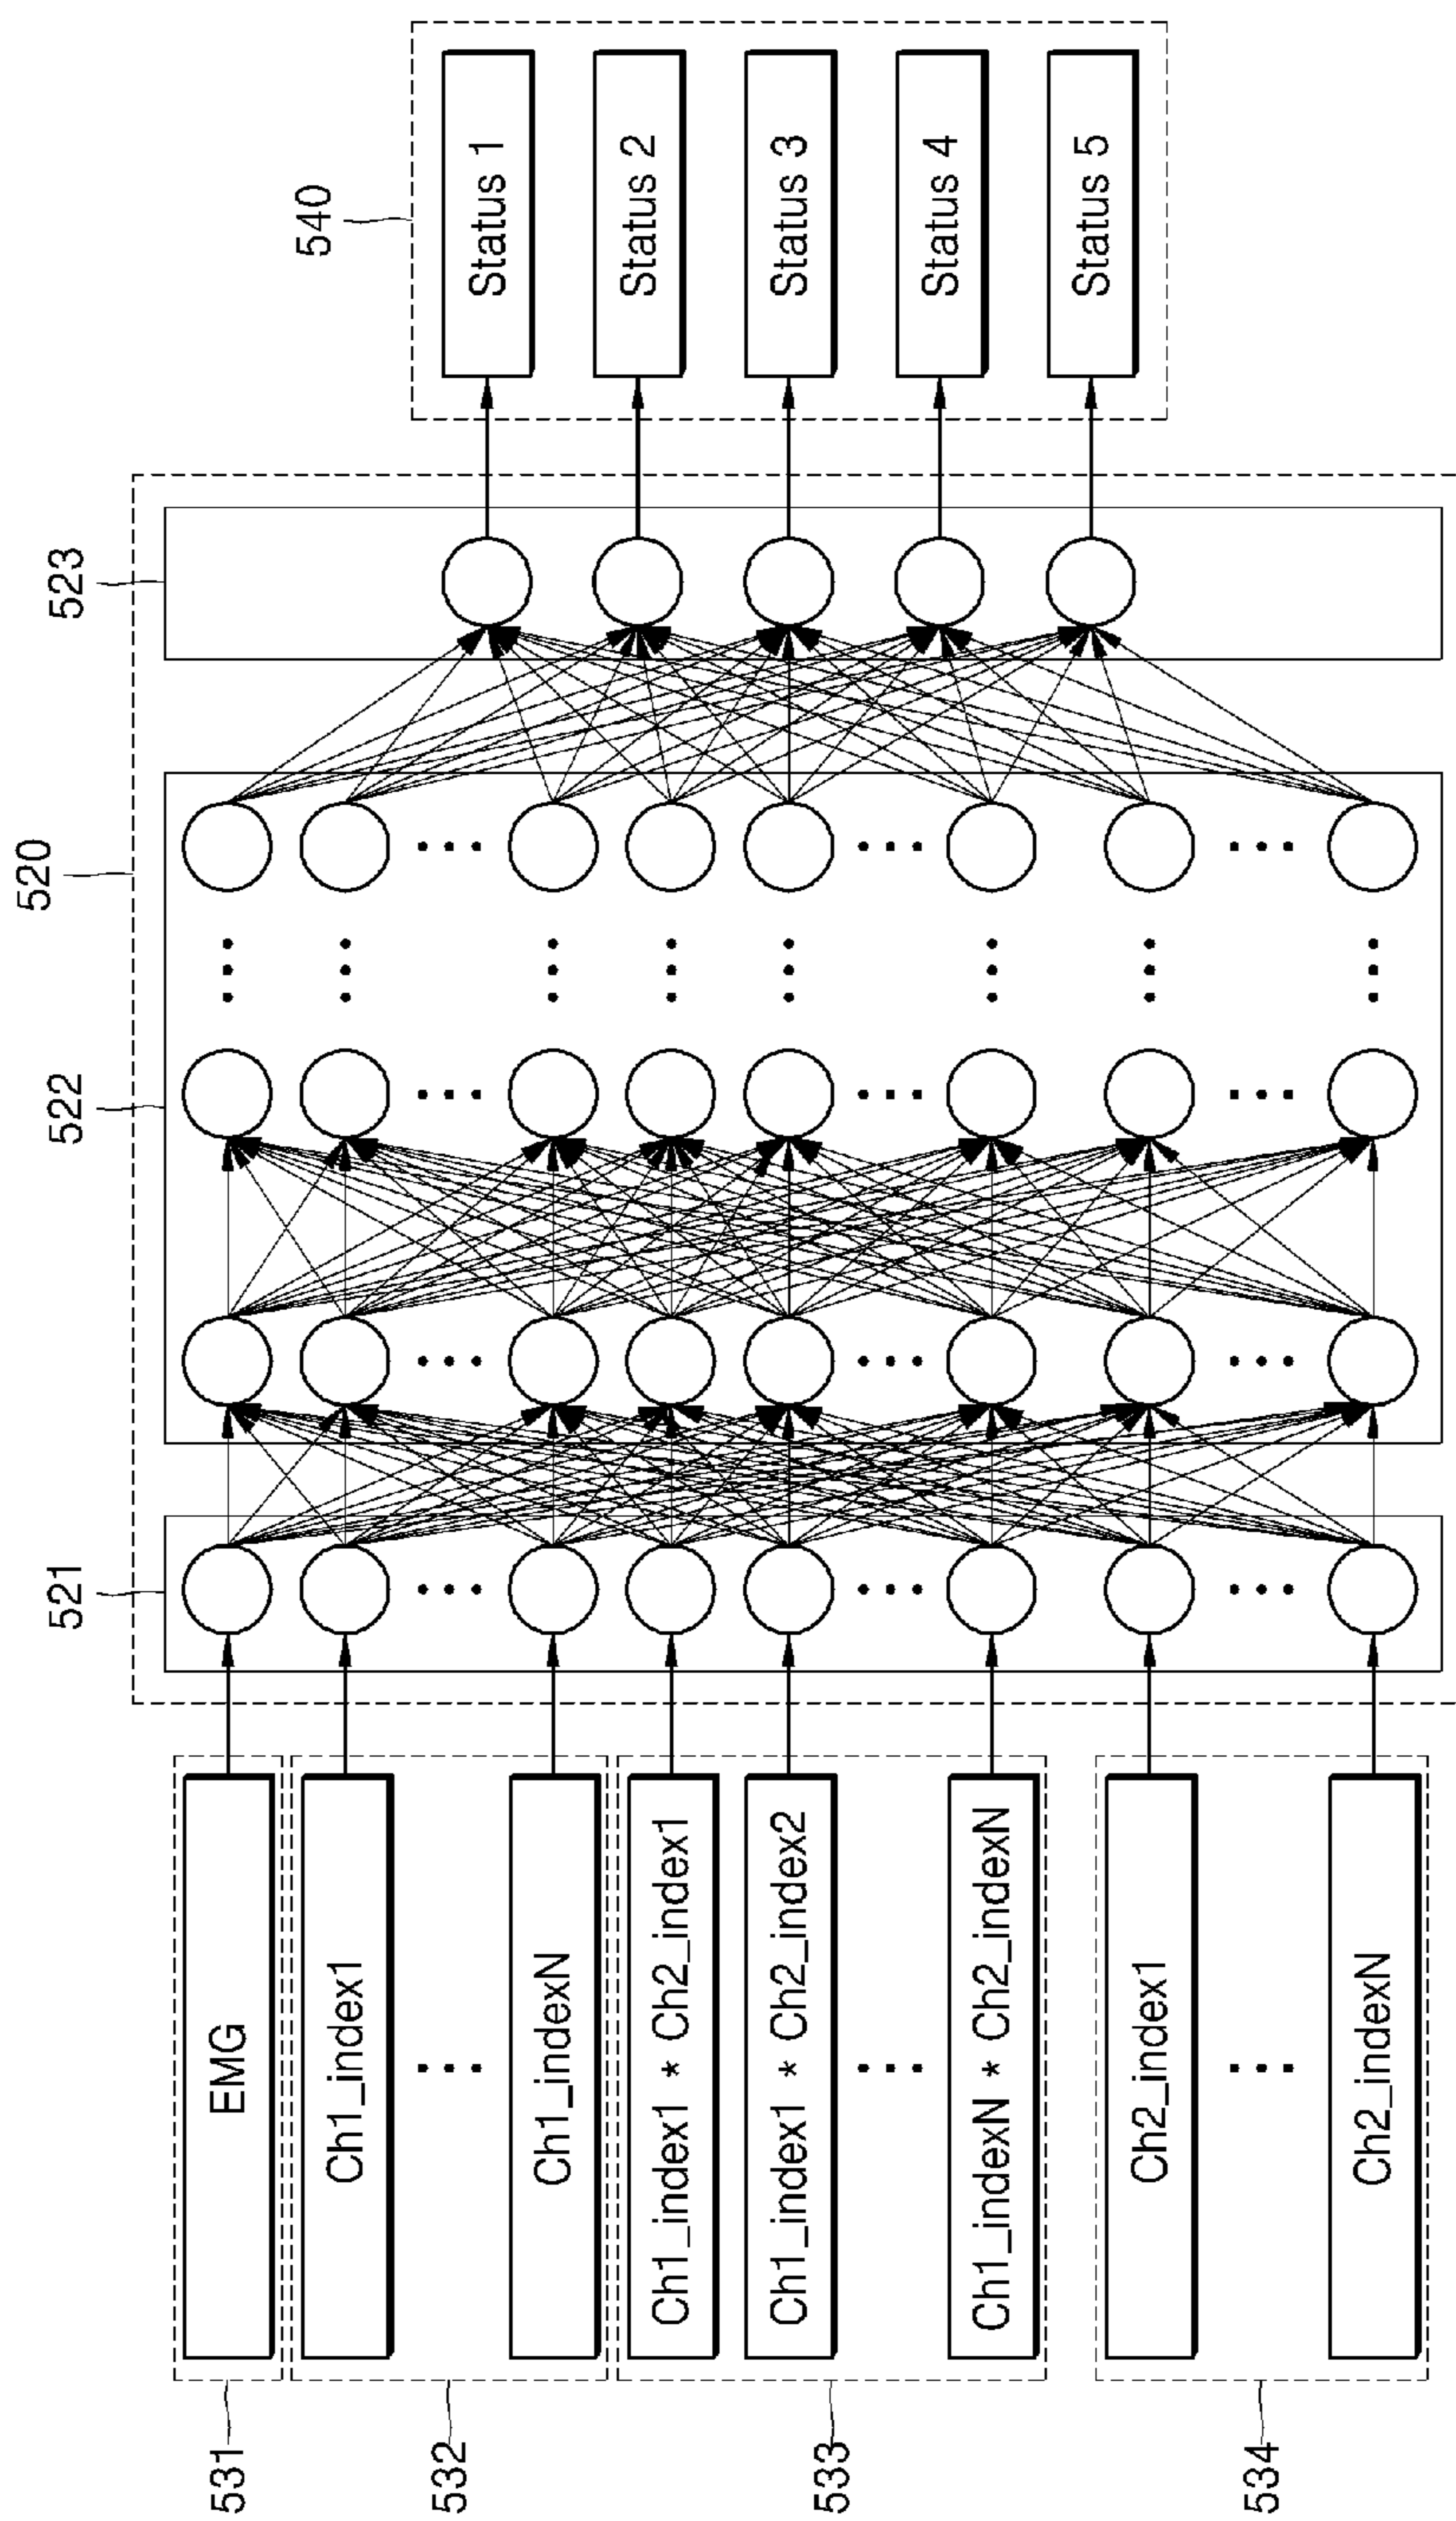 520
521
522
523
540
531
EMG
532
Ch1_index1
Ch1_indexN
533
Ch1_index1 * Ch2_index1
Ch1_index1 * Ch2_index2
Ch1_indexN * Ch2_indexN
534
Ch2_index1
Ch2_indexN
Status 1
Status 2
Status 3
Status 4
Status 5